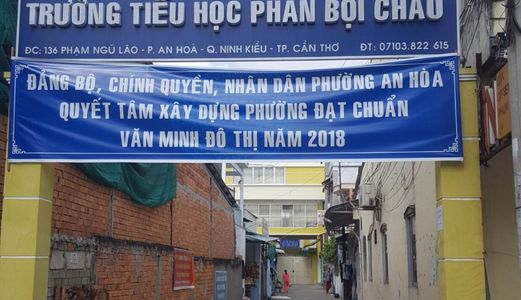 TRƯỜNG TIỂU HỌC PHAN BỘI CHÂU
ĐC: 136 PHẠM NGŨ LÃO - P. AN HOÀ - Q. NINH KIỀU - TP. CẦN THƠ ĐT: 07103.822 615
ĐẢNG BỘ, CHÍNH QUYỀN, NHÂN DÂN PHƯỜNG AN HÒA
QUYẾT TÂM XÂY DỰNG PHƯỜNG ĐẠT CHUẨN
VĂN MINH ĐÔ THỊ NĂM 2018